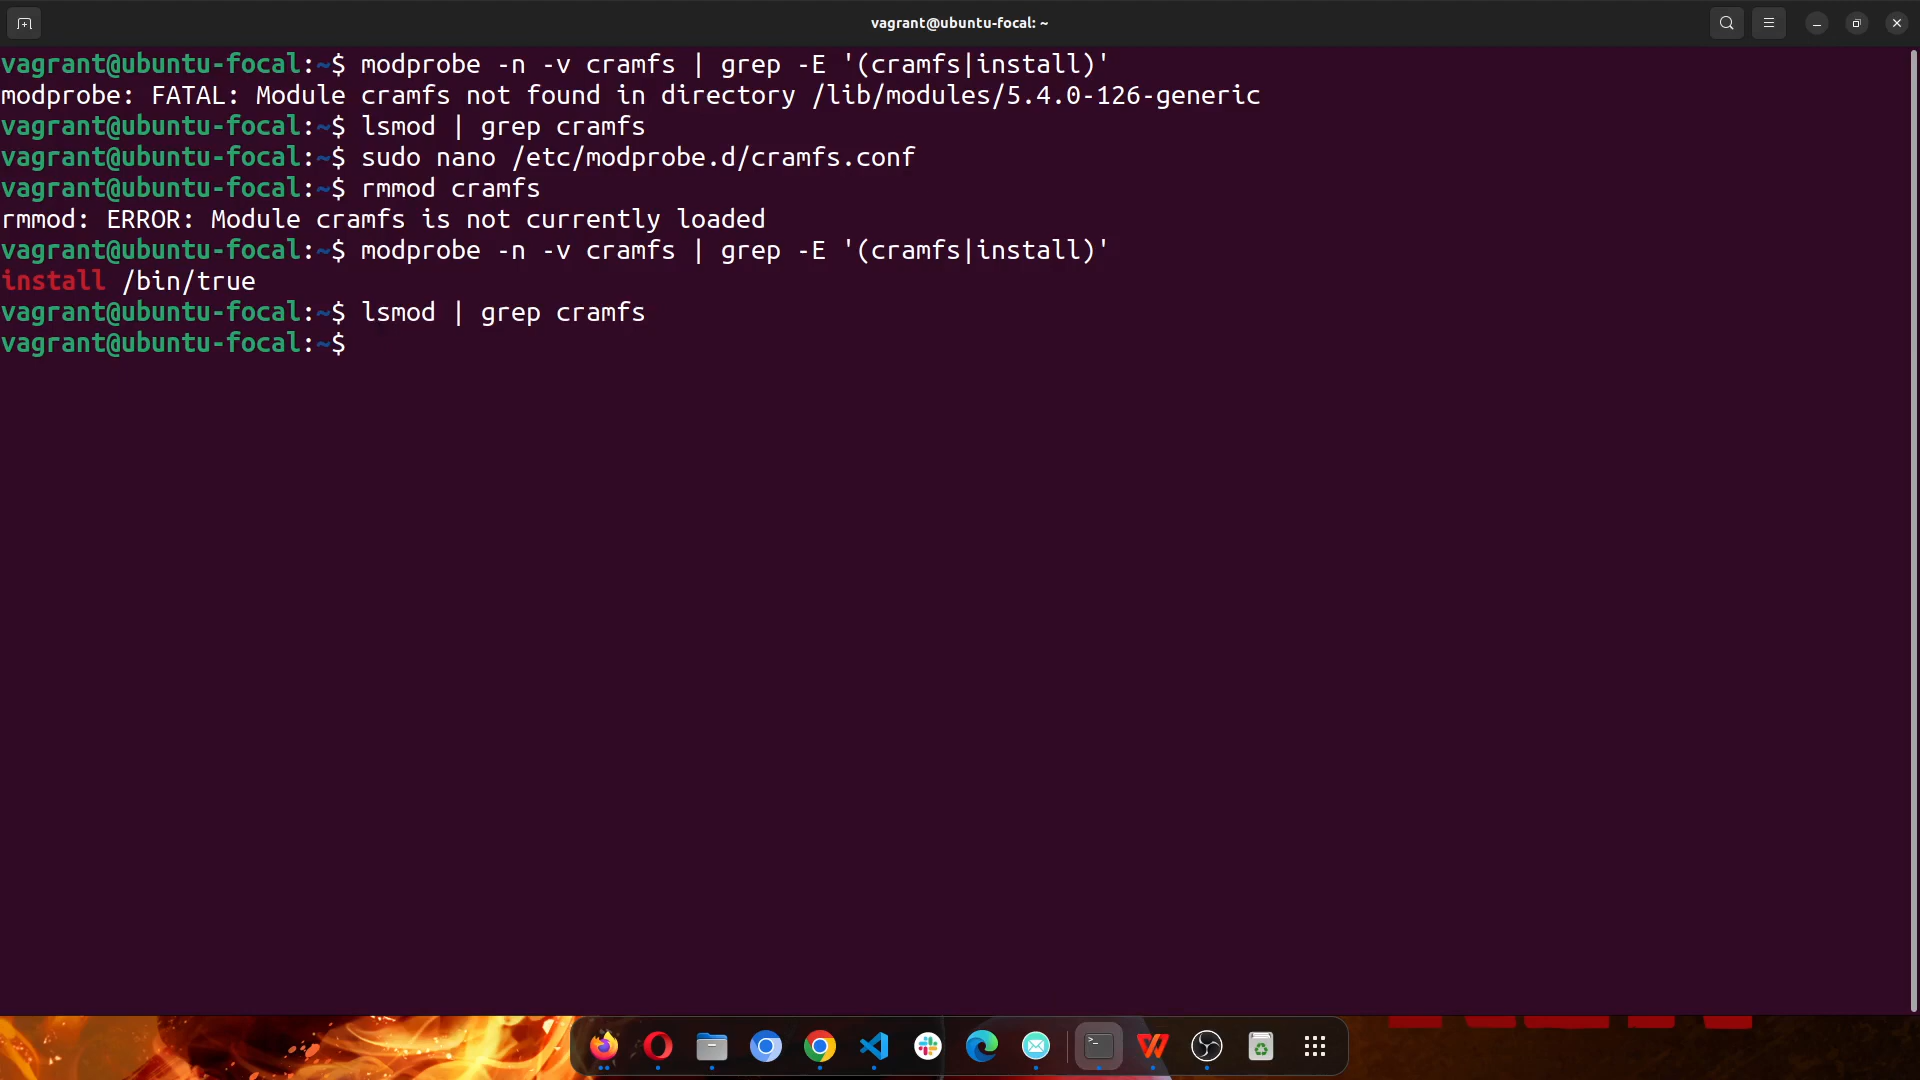 vagrant@ubuntu-focal: ~
vagrant@ubuntu-focal:~$ modprobe -n -v cramfs | grep -E '(cramfs|install)'
modprobe: FATAL: Module cramfs not found in directory /lib/modules/5.4.0-126-generic
vagrant@ubuntu-focal:~$ lsmod | grep cramfs
vagrant@ubuntu-focal:~$ sudo nano /etc/modprobe.d/cramfs.conf
vagrant@ubuntu-focal:~$ rmmod cramfs
rmmod: ERROR: Module cramfs is not currently loaded
vagrant@ubuntu-focal:~$ modprobe -n -v cramfs | grep -E '(cramfs|install)'
install /bin/true
vagrant@ubuntu-focal:~$ lsmod | grep cramfs
vagrant@ubuntu-focal:~$